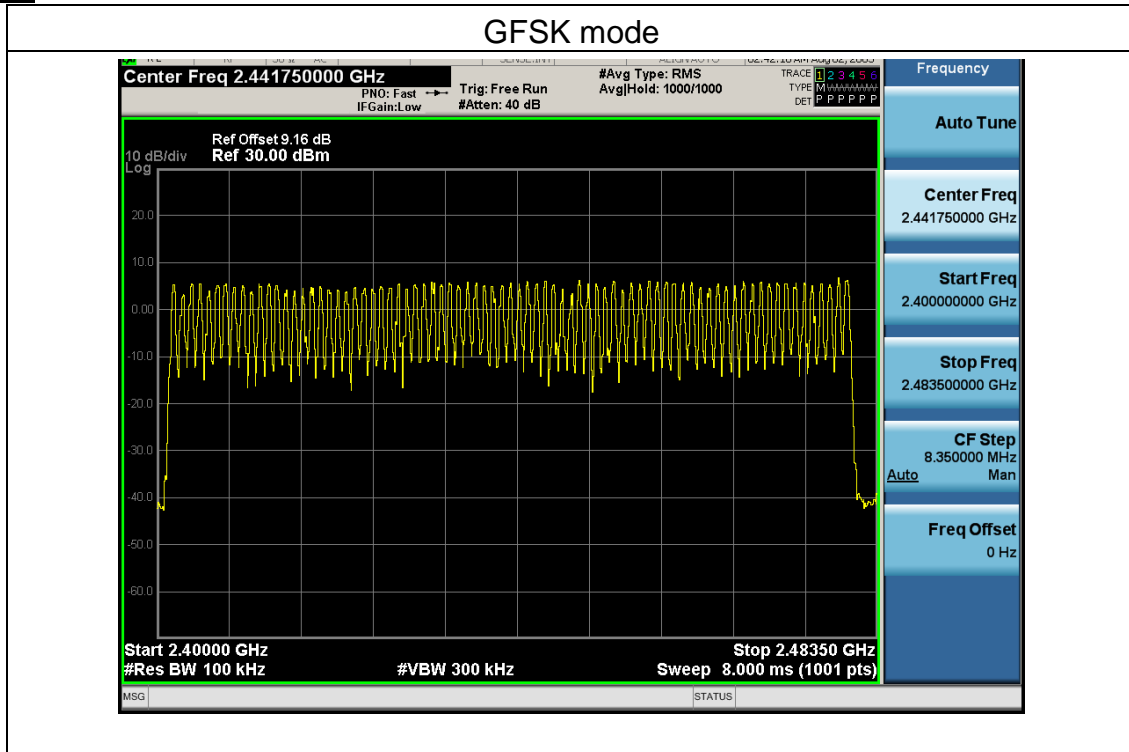 GFSK mode
Center Freq 2.441750000 GHz
PNO: Fast
IFGain:Low
Trig: Free Run
#Atten: 40 dB
#Avg Type: RMS
Avg|Hold: 1000/1000
TRACE 1 2 3 4 5 6
TYPE M
DET P P P P P P
Ref Offset 9.16 dB
10 dB/div Ref 30.00 dBm
Log
20.0
10.0
0.00
-10.0
-20.0
-30.0
-40.0
-50.0
-60.0
Start 2.40000 GHz
Stop 2.48350 GHz
#Res BW 100 kHz
#VBW 300 kHz
Sweep 8.000 ms (1001 pts)
MSG
STATUS
Frequency
Auto Tune
Center Freq
2.441750000 GHz
Start Freq
2.400000000 GHz
Stop Freq
2.483500000 GHz
CF Step
8.350000 MHz
Auto Man
Freq Offset
0 Hz